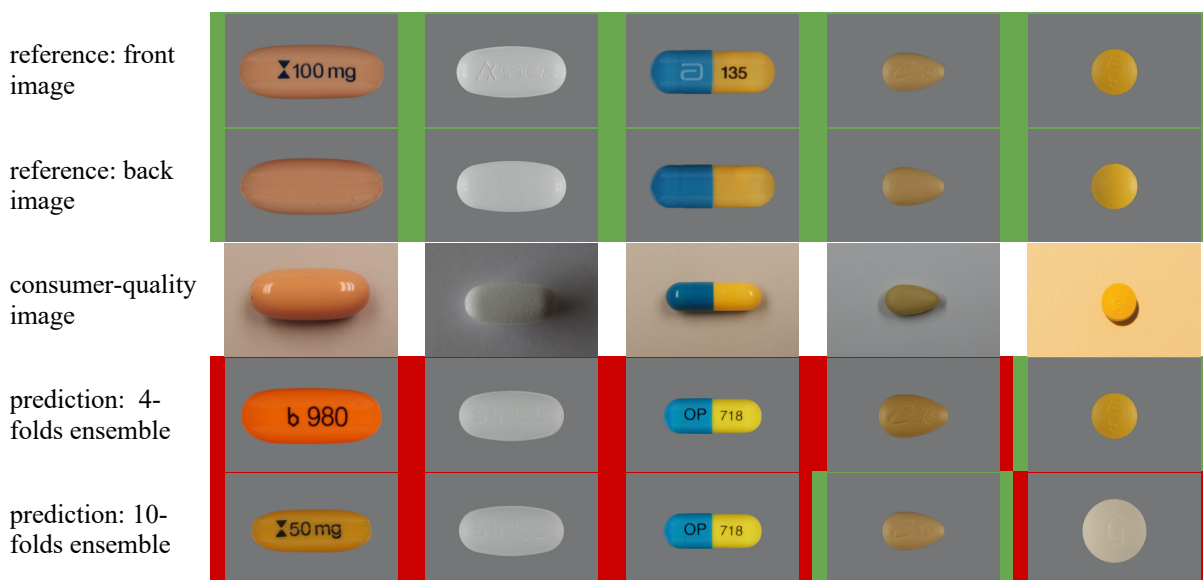 reference: front
image
100 mg
135
reference: back
image
consumer-quality
image
prediction: 4-
folds ensemble
b 980
OP 718
prediction: 10-
folds ensemble
50 mg
OP 718
G